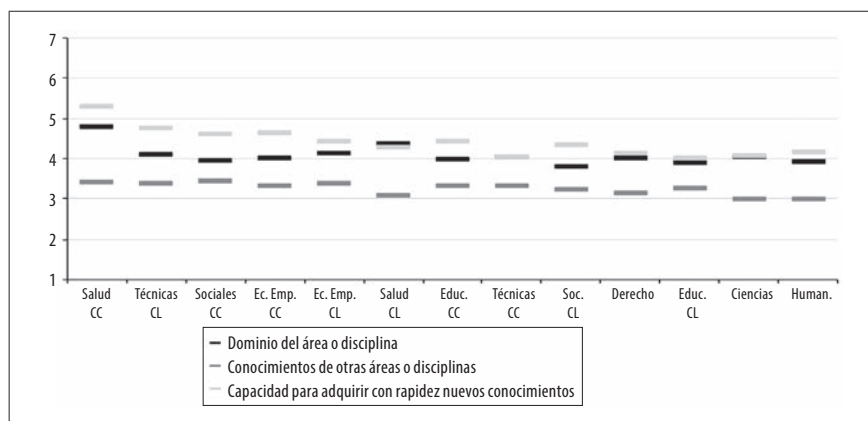 7
6
5
4
3
2
1
Salud Técnicas Sociales Ec. Emp. Ec. Emp. Salud Educ. Técnicas Soc. Derecho Educ. Ciencias Human.
CC CL CC CC CL CL CC CC CL CL
Dominio del área o disciplina
Conocimientos de otras áreas o disciplinas
Capacidad para adquirir con rapidez nuevos conocimientos